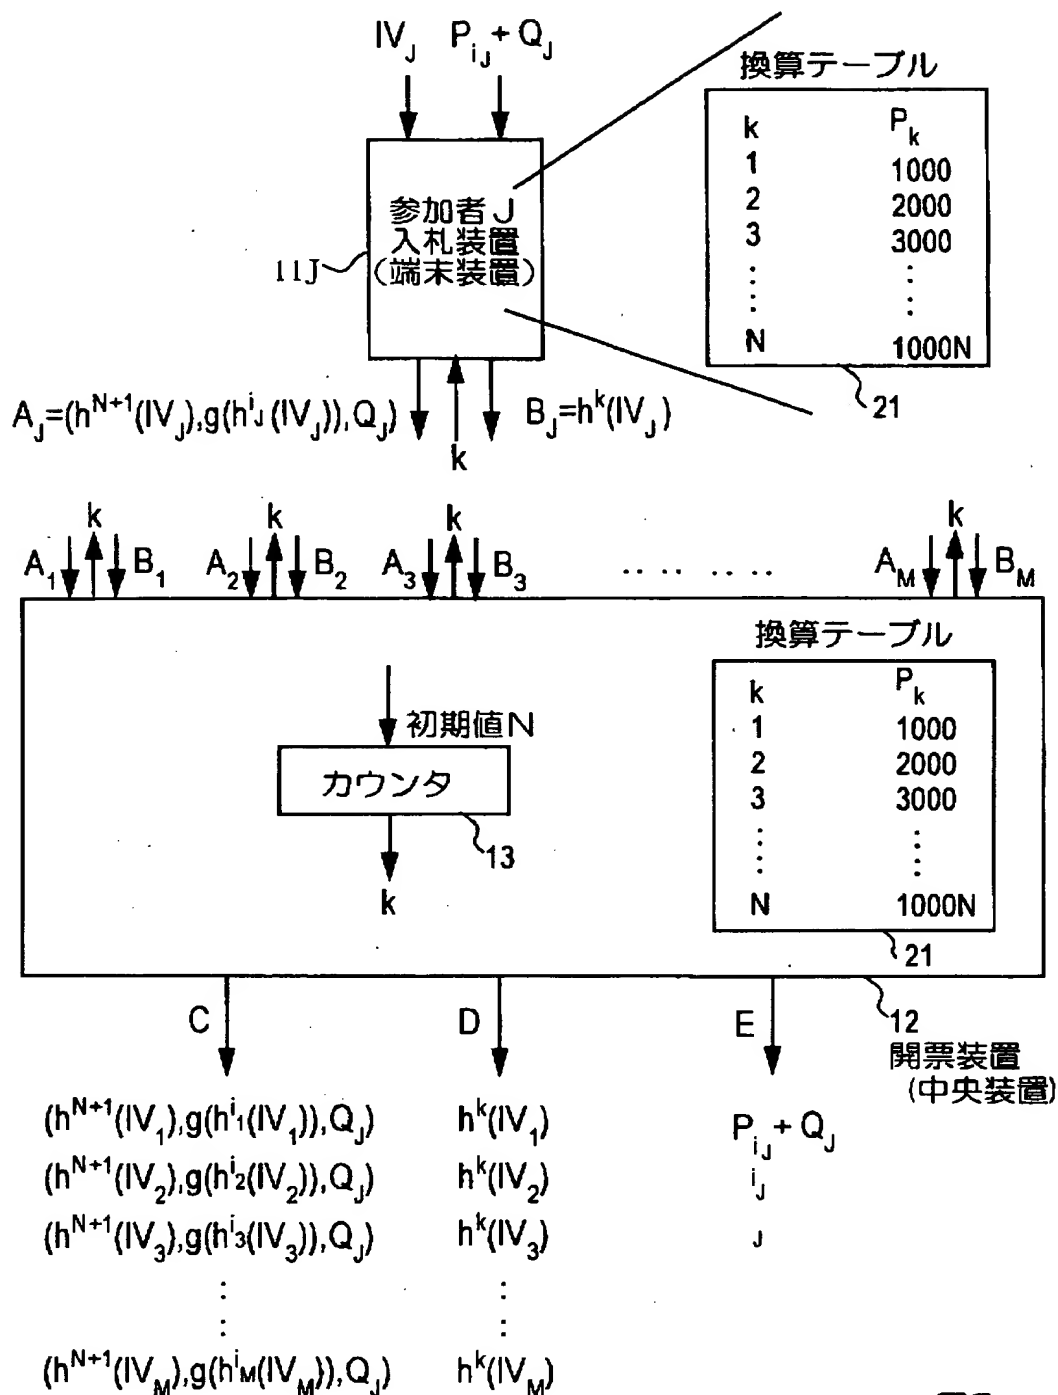 IV_J P_{i_J}+Q_J
換算テーブル
k P_k
1 1000
2 2000
3 3000
N 1000N
21
参加者J
入札装置
(端末装置)
11J
A_J=(h^{N+1}(IV_J),g(h^{i_J}(IV_J)),Q_J)
k
B_J=h^k(IV_J)
A_1 k B_1 A_2 k B_2 A_3 k B_3 ‥ ‥ ‥ ‥ A_M k B_M
換算テーブル
k P_k
1 1000
2 2000
3 3000
N 1000N
21
初期値N
カウンタ
13
k
C D E
12
開票装置
(中央装置)
(h^{N+1}(IV_1),g(h^{i_1}(IV_1)),Q_J) h^k(IV_1) P_{i_J}+Q_J
(h^{N+1}(IV_2),g(h^{i_2}(IV_2)),Q_J) h^k(IV_2) i_J
(h^{N+1}(IV_3),g(h^{i_3}(IV_3)),Q_J) h^k(IV_3) J
(h^{N+1}(IV_M),g(h^{i_M}(IV_M)),Q_J) h^k(IV_M)